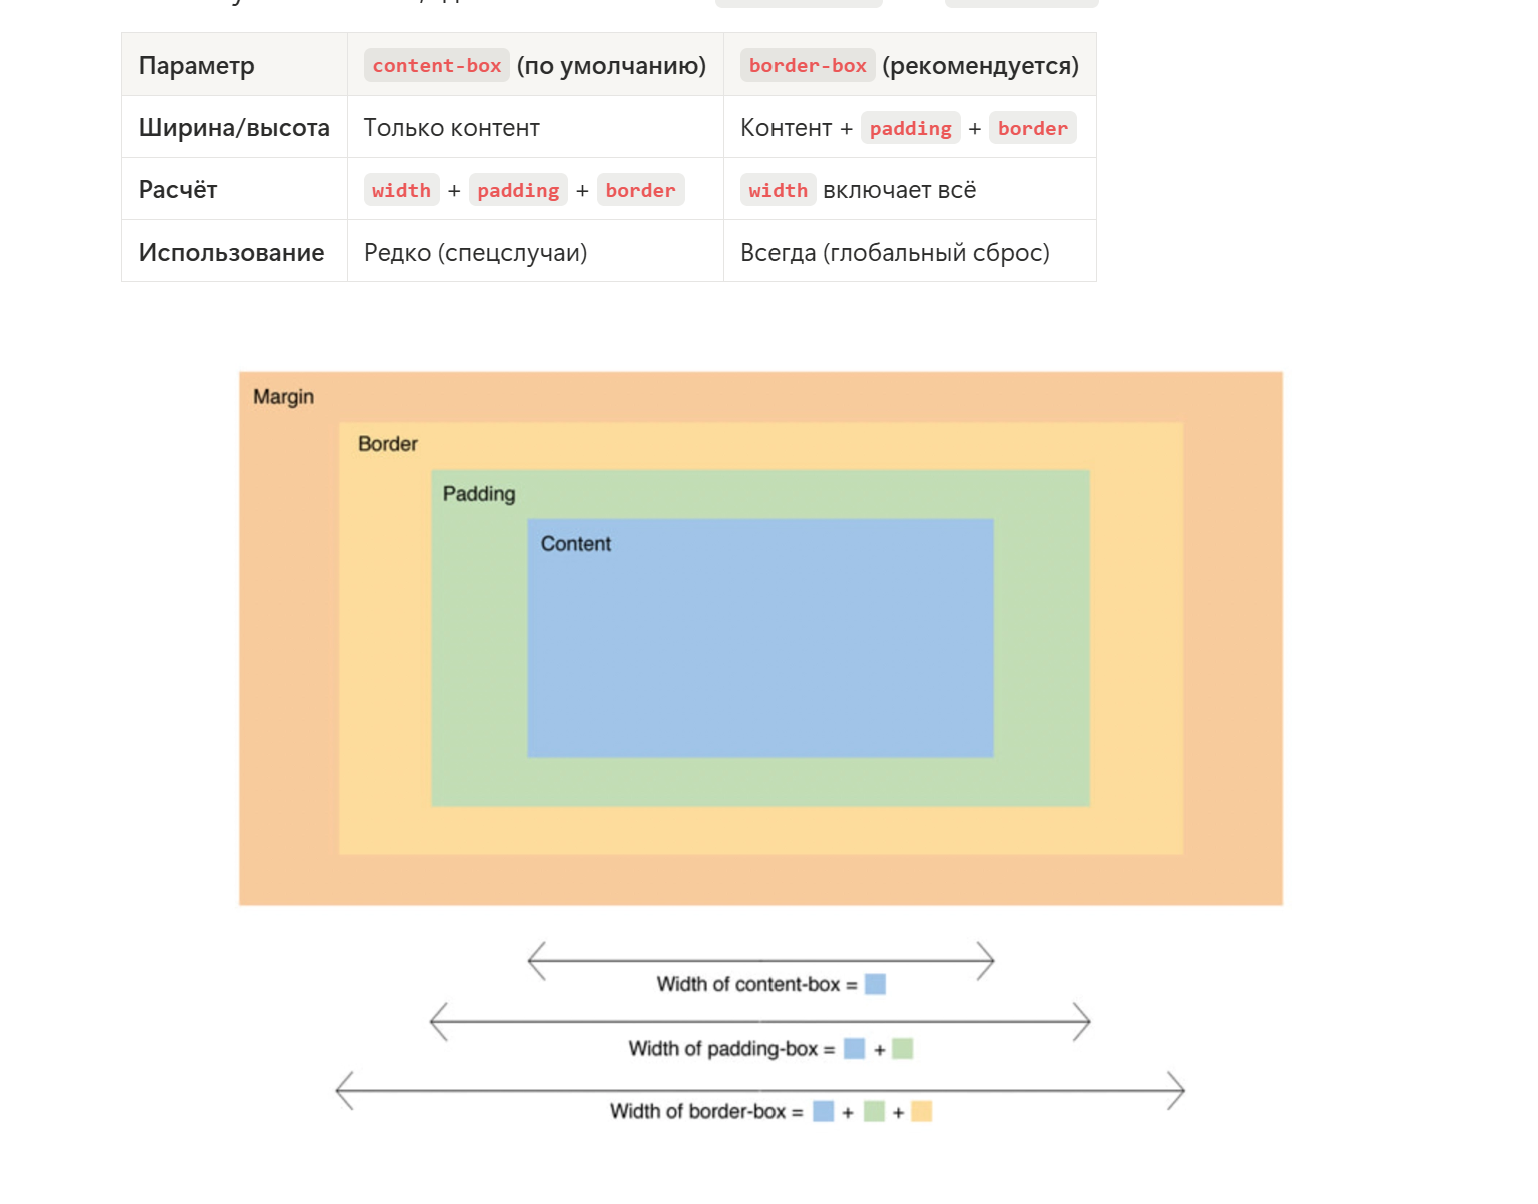 Параметр content-box (по умолчанию) border-box (рекомендуется)
Ширина/высота Только контент Контент + padding + border
Расчёт width + padding + border width включает всё
Использование Редко (спецслучаи) Всегда (глобальный сброс)
Margin
Border
Padding
Content
Width of content-box =
Width of padding-box = +
Width of border-box = + +